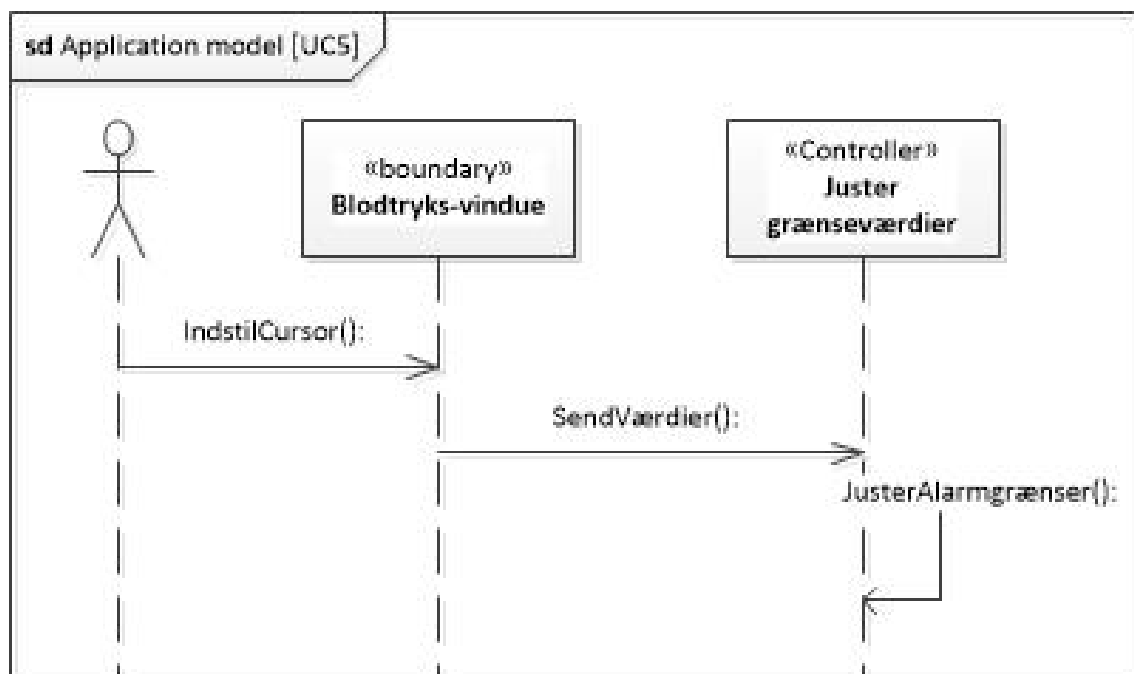 sd Application model [UC5]
«boundary»
Blodtryks-vindue
«Controller»
Juster
grænseværdier
IndstilCursor():
SendVærdier():
JusterAlarmgrænser():